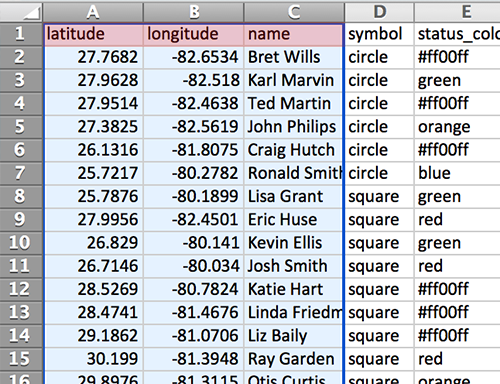 A B C D E
1 latitude longitude name symbol status_colo
2 27.7682 -82.6534 Bret Wills circle #ff00ff
3 27.9628 -82.518 Karl Marvin circle green
4 27.9514 -82.4638 Ted Martin circle #ff00ff
5 27.3825 -82.5619 John Philips circle orange
6 26.1316 -81.8075 Craig Hutch circle #ff00ff
7 25.7217 -80.2782 Ronald Smith circle blue
8 25.7876 -80.1899 Lisa Grant square green
9 27.9956 -82.4501 Eric Huse square red
10 26.829 -80.141 Kevin Ellis square green
11 26.7146 -80.034 Josh Smith square red
12 28.5269 -80.7824 Katie Hart square #ff00ff
13 28.4741 -81.4676 Linda Friedm square #ff00ff
14 29.1862 -81.0706 Liz Baily square #ff00ff
15 30.199 -81.3948 Ray Garden square red
16 29.8976 -81.3115 Otis Curtis square orange